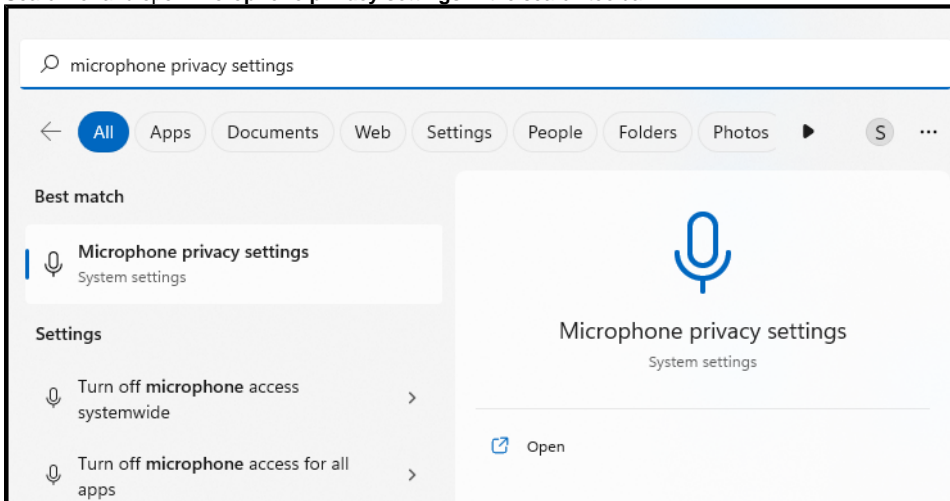 microphone privacy settings
All Apps Documents Web Settings People Folders Photos S ...
Best match
Microphone privacy settings
System settings
Settings
Turn off microphone access
systemwide
Turn off microphone access for all
apps
Microphone privacy settings
System settings
Open